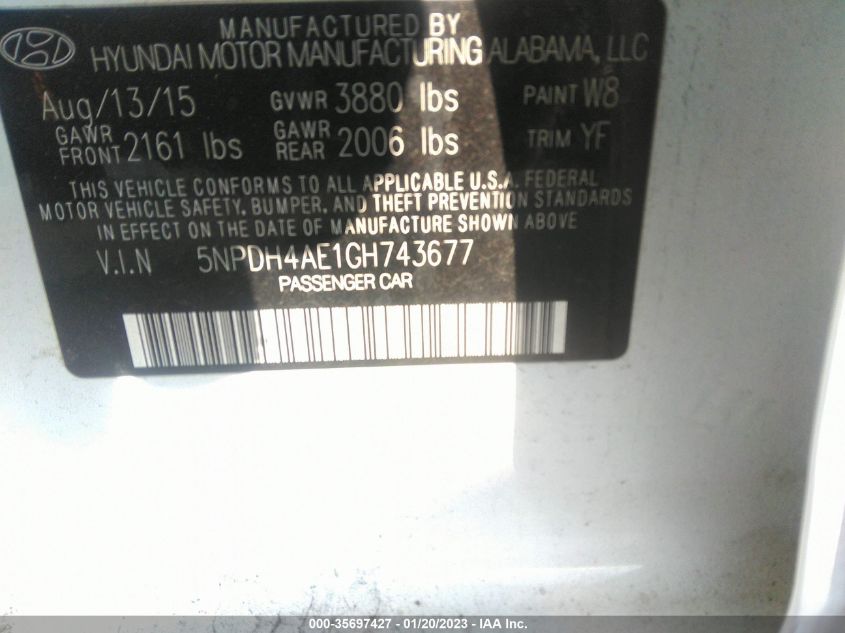 MANUFACTURED BY
HYUNDAI MOTOR MANUFACTURING ALABAMA, LLC
Aug/13/15 GVWR 3880 lbs PAINT W8
GAWR FRONT 2161 lbs GAWR REAR 2006 lbs TRIM YF
THIS VEHICLE CONFORMS TO ALL APPLICABLE U.S.A. FEDERAL
MOTOR VEHICLE SAFETY, BUMPER, AND THEFT PREVENTION STANDARDS
IN EFFECT ON THE DATE OF MANUFACTURE SHOWN ABOVE
V.I.N 5NPDH4AE1GH743677
PASSENGER CAR
000-35697427 - 01/20/2023 - IAA Inc.